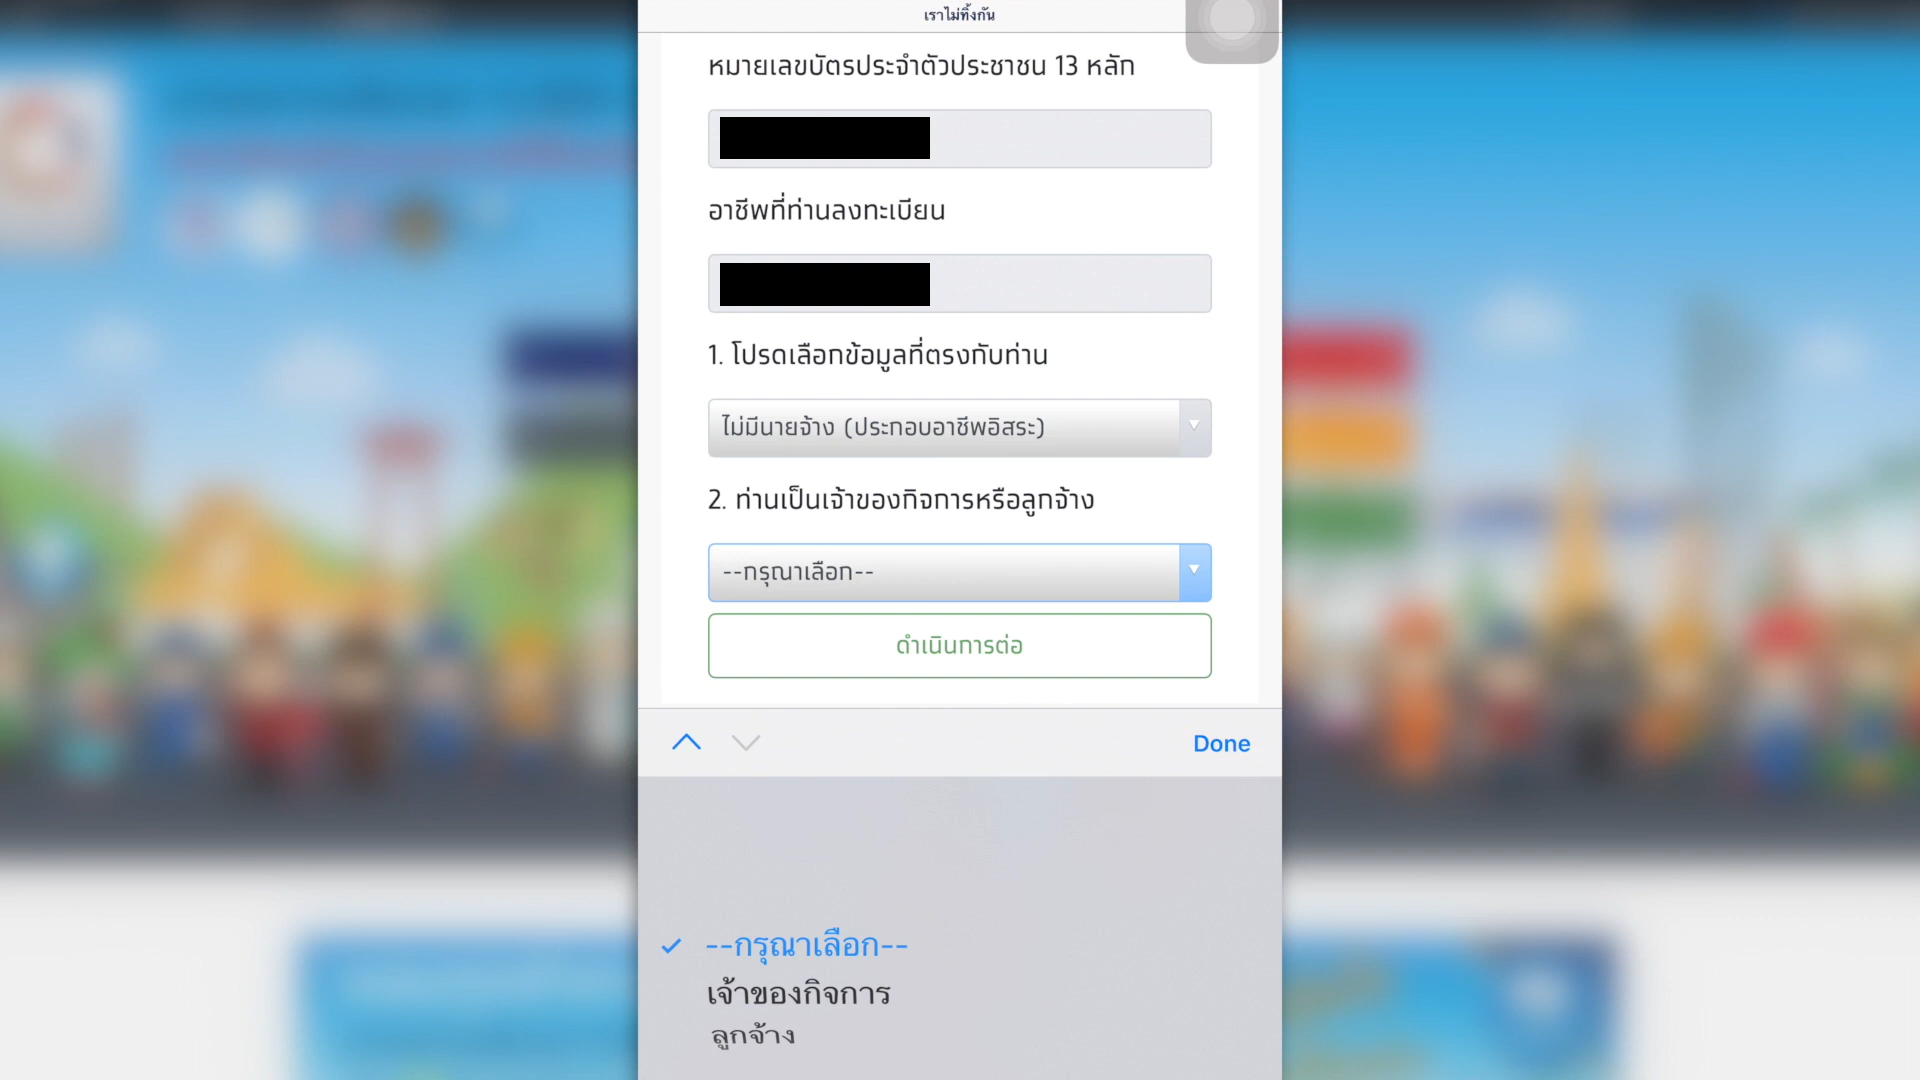 เราไม่ทิ้งกัน
หมายเลขบัตรประจำตัวประชาชน 13 หลัก
อาชีพที่ท่านลงทะเบียน
1. โปรดเลือกข้อมูลที่ตรงกับท่าน
ไม่มีนายจ้าง (ประกอบอาชีพอิสระ)
2. ท่านเป็นเจ้าของกิจการหรือลูกจ้าง
--กรุณาเลือก--
ดำเนินการต่อ
Done
--กรุณาเลือก--
เจ้าของกิจการ
ลูกจ้าง